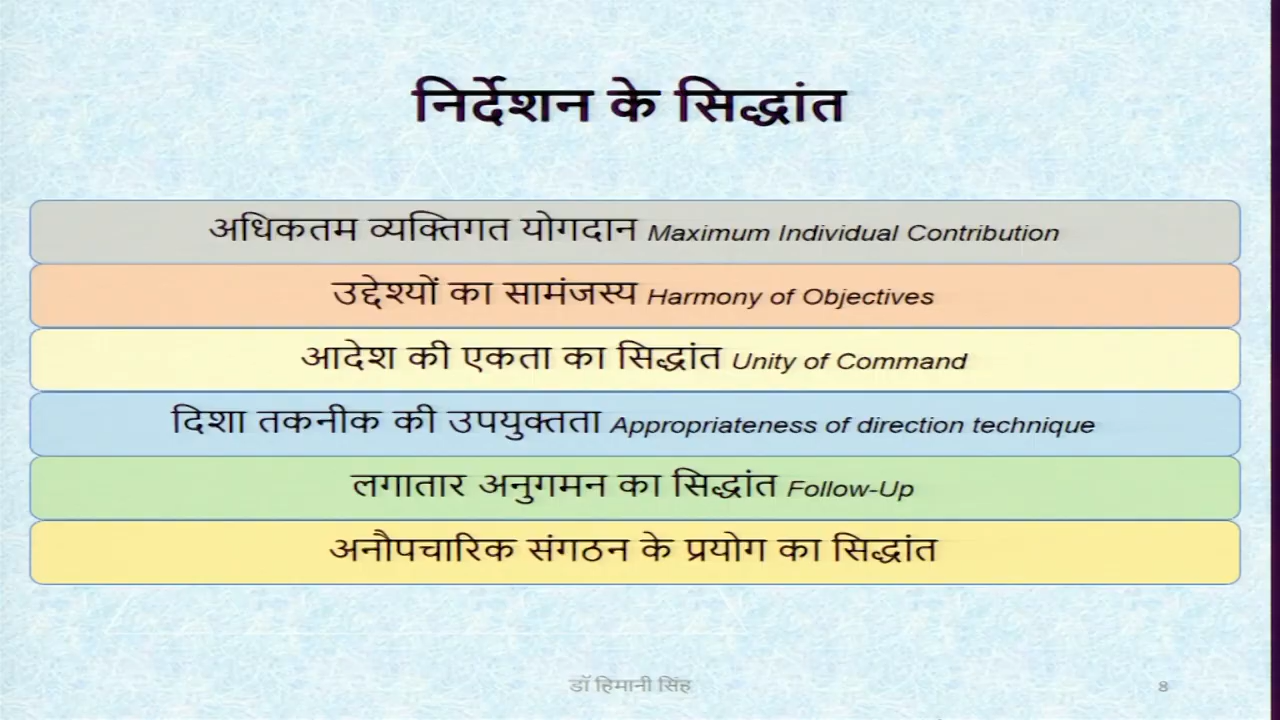 निर्देशन के सिद्धांत
अधिकतम व्यक्तिगत योगदान Maximum Individual Contribution
उद्देश्यों का सामंजस्य Harmony of Objectives
आदेश की एकता का सिद्धांत Unity of Command
दिशा तकनीक की उपयुक्तता Appropriateness of direction technique
लगातार अनुगमन का सिद्धांत Follow-Up
अनौपचारिक संगठन के प्रयोग का सिद्धांत
डॉ हिमानी सिंह 8